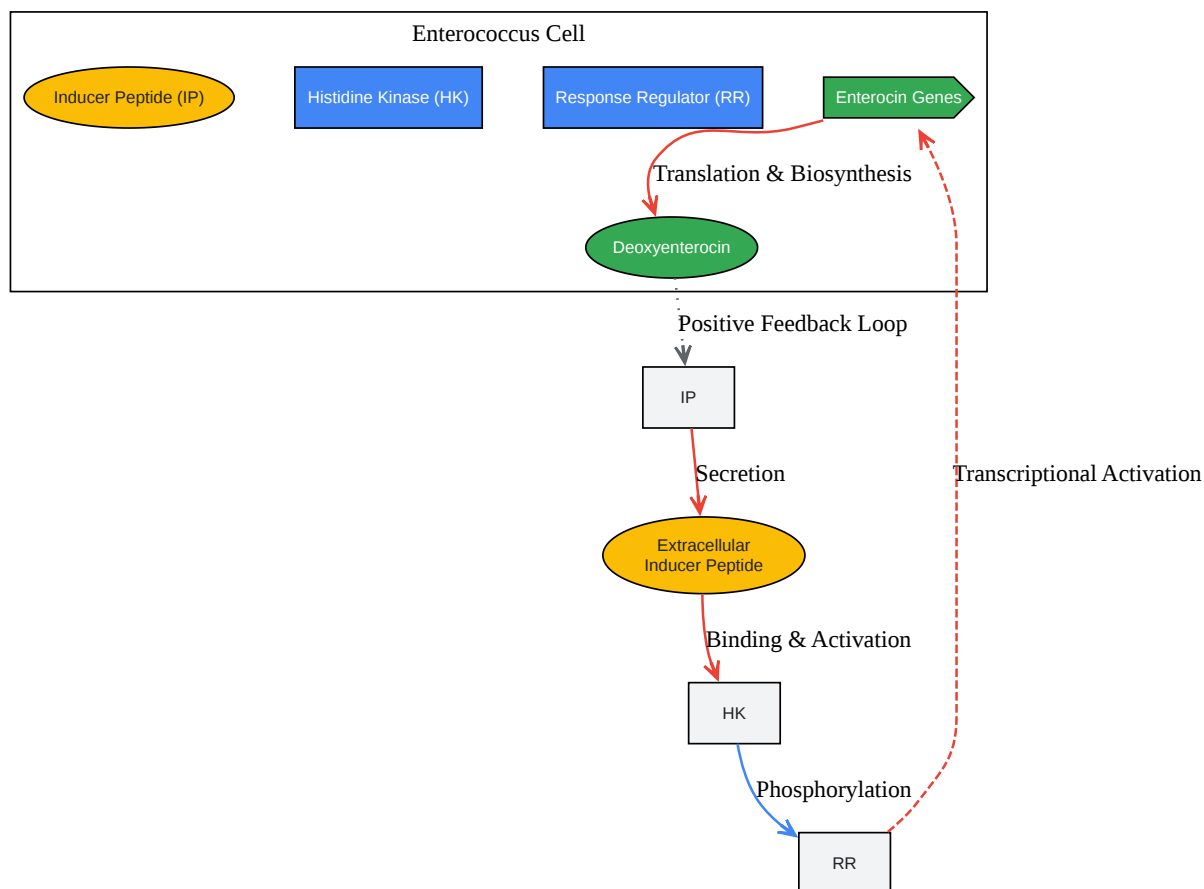 Enterococcus Cell
Inducer Peptide (IP)
Histidine Kinase (HK)
Response Regulator (RR)
Enterocin Genes
Translation & Biosynthesis
Deoxyenterocin
Positive Feedback Loop
IP
Secretion
Transcriptional Activation
Extracellular
Inducer Peptide
Binding & Activation
HK
Phosphorylation
RR